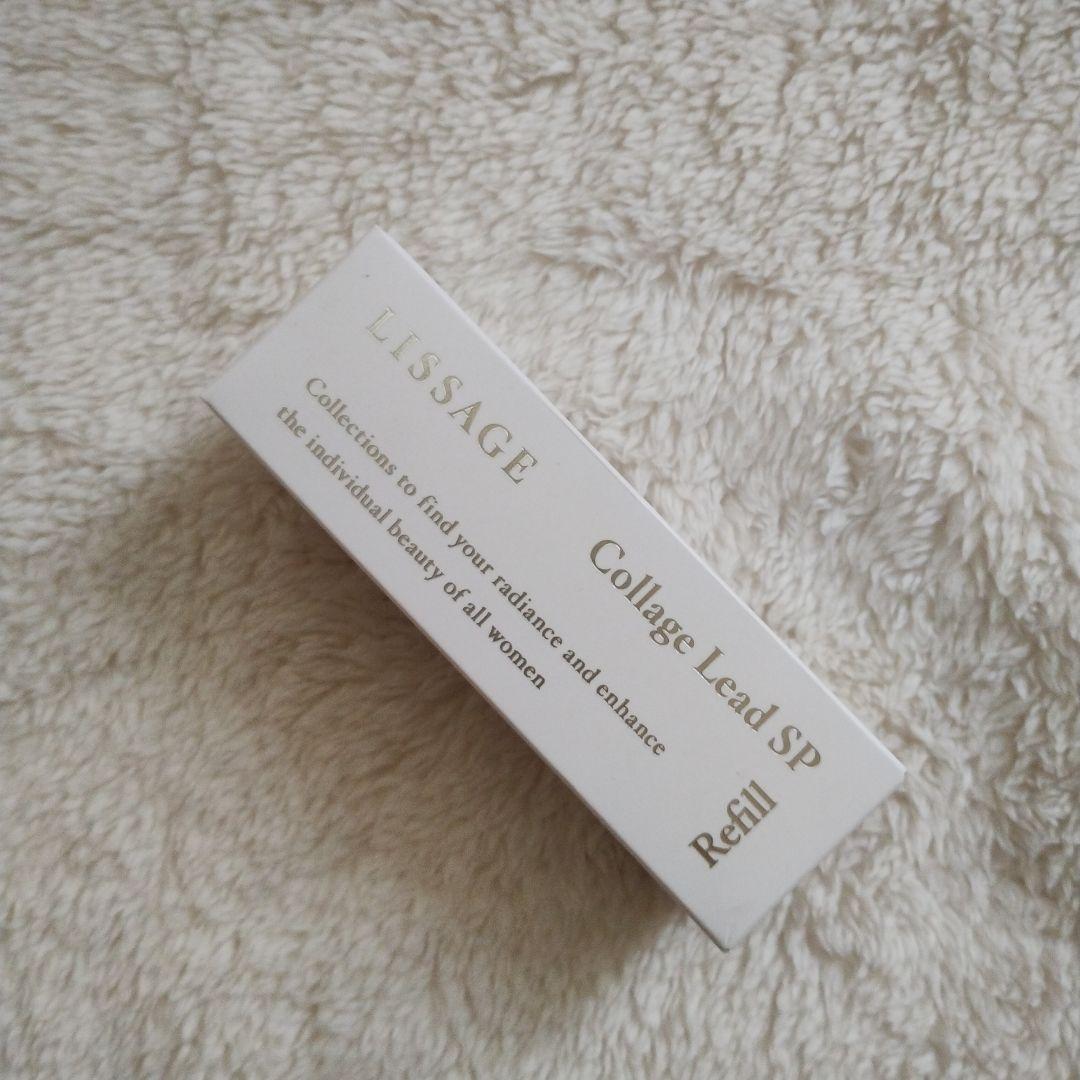 LISSAGE
Collections to find your radiance and enhance
the individual beauty of all women
Collage Lead SP
Refill